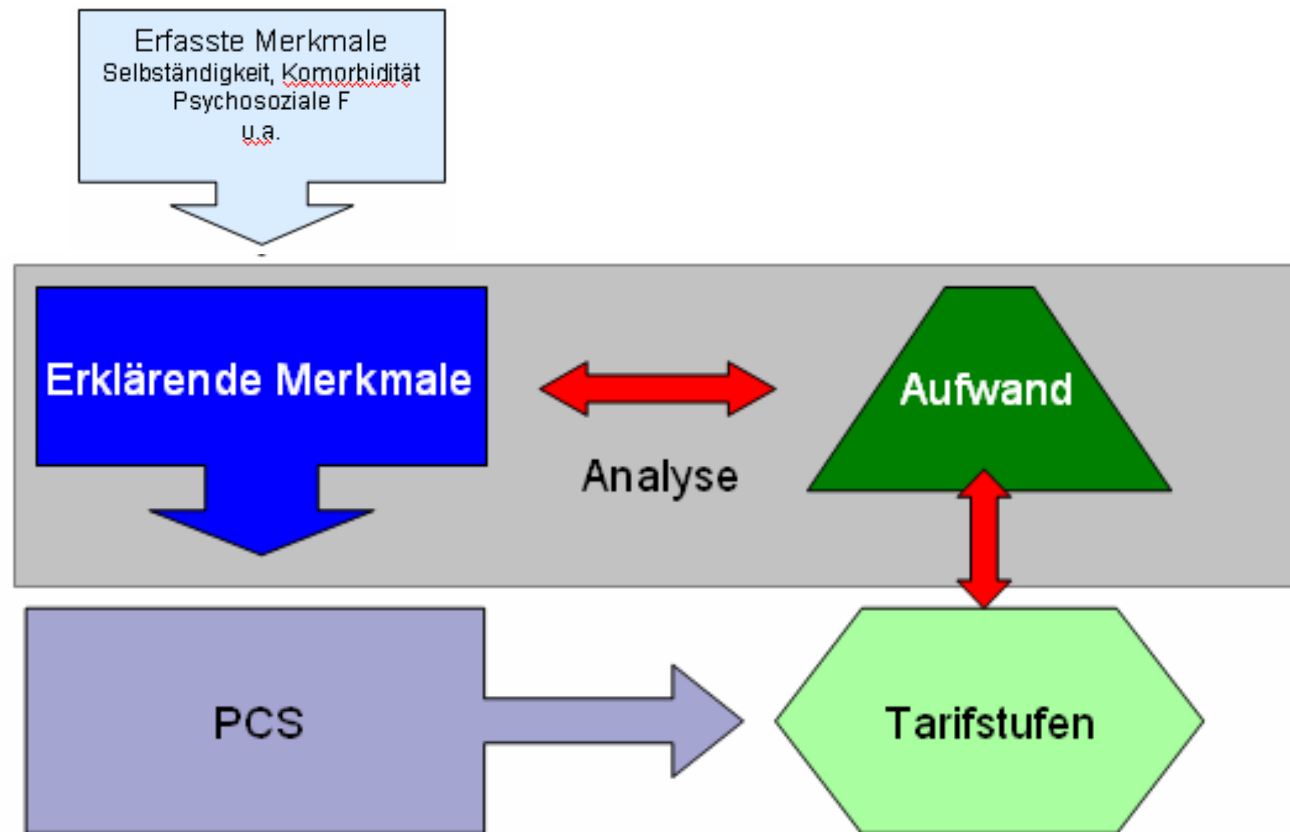 Erfasste Merkmale
Selbständigkeit, Komorbidität
Psychosoziale F
u.a.
Erklärende Merkmale
Aufwand
Analyse
PCS
Tarifstufen